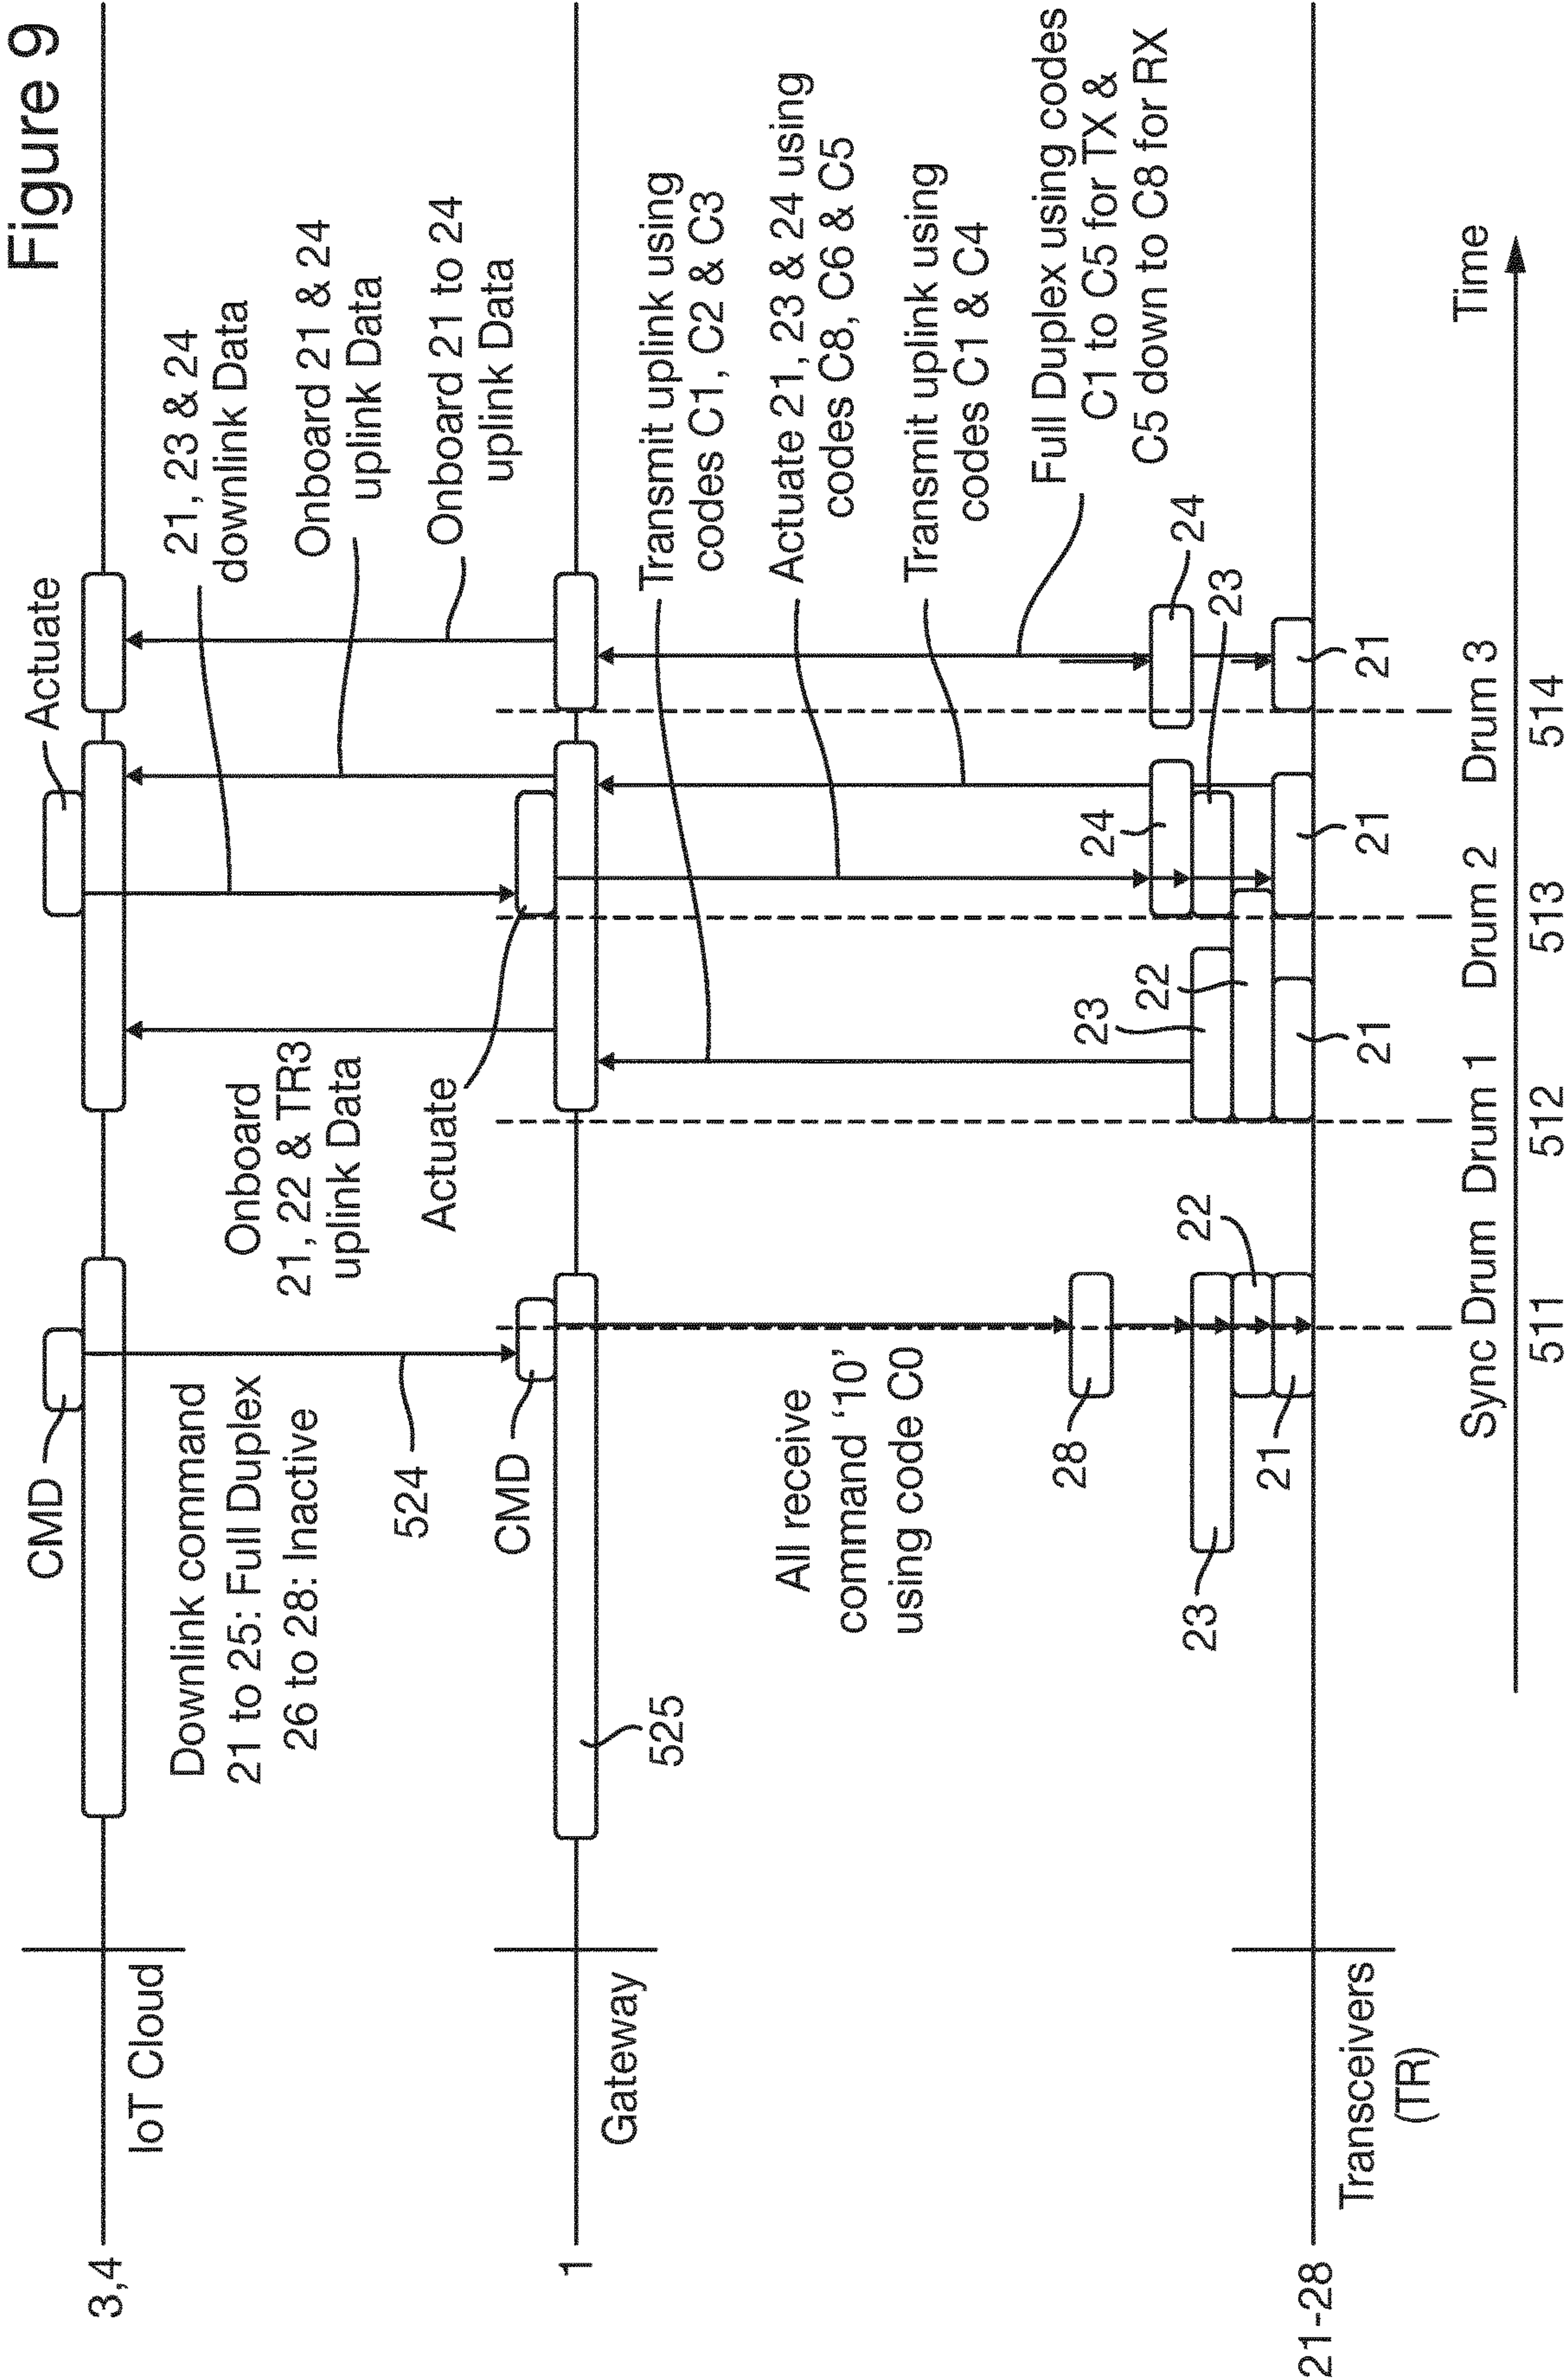 Figure 9
3,4
IoT Cloud
CMD
Actuate
Downlink command
21 to 25: Full Duplex
26 to 28: Inactive
524
Onboard
21, 22 & TR3
uplink Data
21, 23 & 24
downlink Data
Onboard 21 & 24
uplink Data
Onboard 21 to 24
uplink Data
CMD
Actuate
1
Gateway
525
All receive
command ‘10’
using code C0
Transmit uplink using
codes C1, C2 & C3
Actuate 21, 23 & 24 using
codes C8, C6 & C5
Transmit uplink using
codes C1 & C4
Full Duplex using codes
C1 to C5 for TX &
C5 down to C8 for RX
28
23
22
21
23
22
21
24
23
21
24
23
21
21-28
Transceivers
(TR)
Time
Sync Drum
Drum 1
Drum 2
Drum 3
511
512
513
514